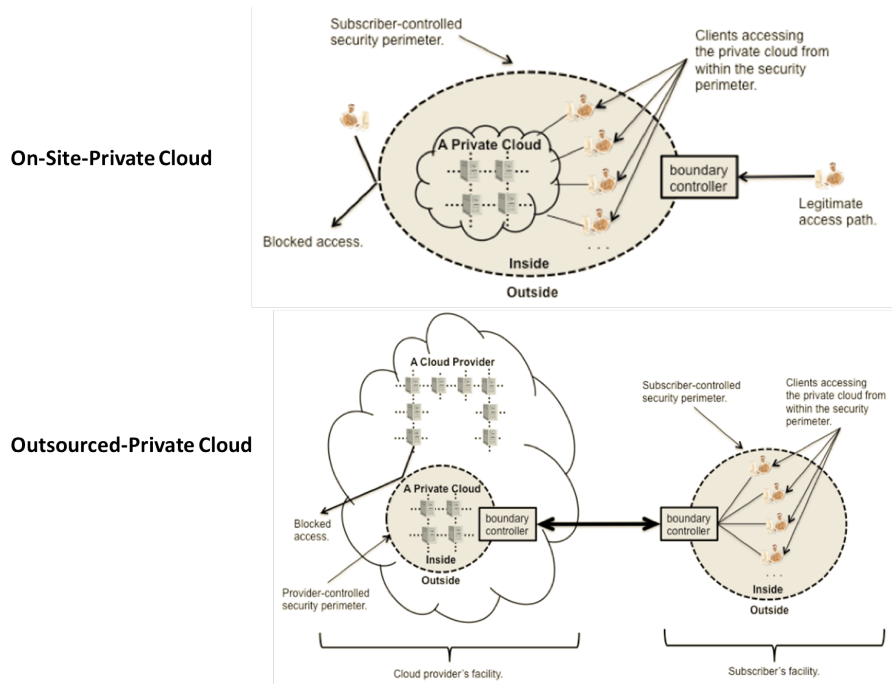 On-Site-Private Cloud
Subscriber-controlled
security perimeter.
Clients accessing
the private cloud from
within the security
perimeter.
A Private Cloud
boundary
controller
Legitimate
access path.
Blocked access.
. . .
Inside
Outside
Outsourced-Private Cloud
A Cloud Provider
Subscriber-controlled
security perimeter.
Clients accessing
the private cloud from
within the security
perimeter.
A Private Cloud
Blocked
access.
boundary
controller
boundary
controller
Inside
Outside
Provider-controlled
security perimeter.
. . .
Inside
Outside
Cloud provider's facility.
Subscriber's facility.